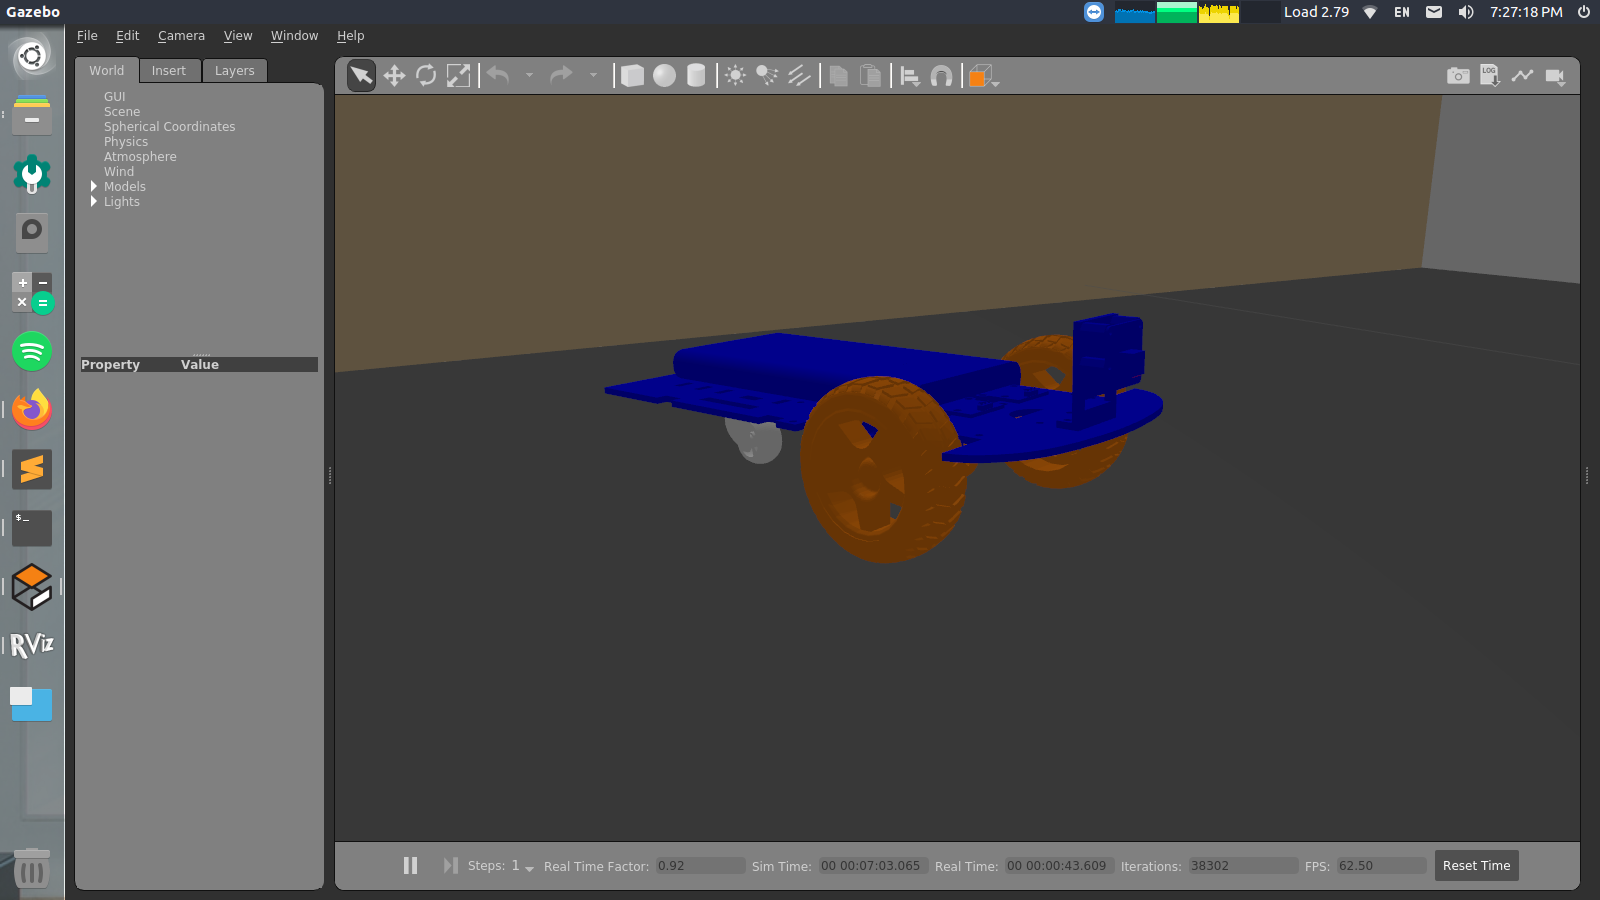 Gazebo
Load 2.79 EN 7:27:18 PM
File Edit Camera View Window Help
World Insert Layers
LOG
GUI
Scene
Spherical Coordinates
Physics
Atmosphere
Wind
Models
Lights
Property Value
$_
RViz
Steps: 1 Real Time Factor: 0.92 Sim Time: 00 00:07:03.065 Real Time: 00 00:00:43.609 Iterations: 38302 FPS: 62.50 Reset Time